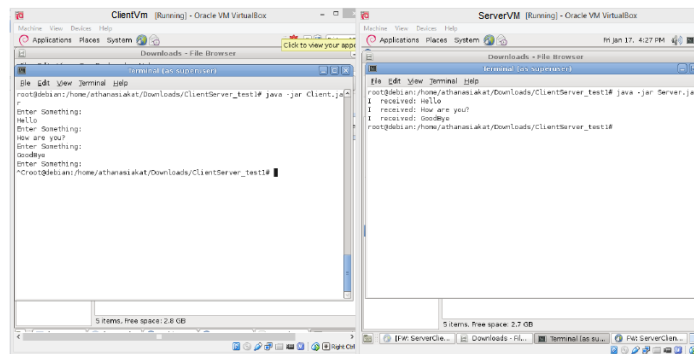 ClientVm [Running] - Oracle VM VirtualBox
Machine View Devices Help
Applications Places System
Click to view your appo
Downloads - File Browser
Terminal (as superuser)
File Edit View Terminal Help
root@debian:/home/athanasiakat/Downloads/ClientServer_test1# java -jar Client.ja
r
Enter Something:
Hello
Enter Something:
How are you?
Enter Something:
GoodBye
Enter Something:
^Croot@debian:/home/athanasiakat/Downloads/ClientServer_test1#
5 items, Free space: 2.8 GB
Right Ctrl
ServerVM [Running] - Oracle VM VirtualBox
Machine View Devices Help
Applications Places System
Fri Jan 17, 4:27 PM
Downloads - File Browser
Terminal (as superuser)
File Edit View Terminal Help
root@debian:/home/athanasiakat/Downloads/ClientServer_test1# java -jar Server.ja
I received: Hello
I received: How are you?
I received: GoodBye
root@debian:/home/athanasiakat/Downloads/ClientServer_test1#
5 items, Free space: 2.7 GB
[FW: ServerClie...
Downloads - Fil...
Terminal (as su...
FW: ServerClien...